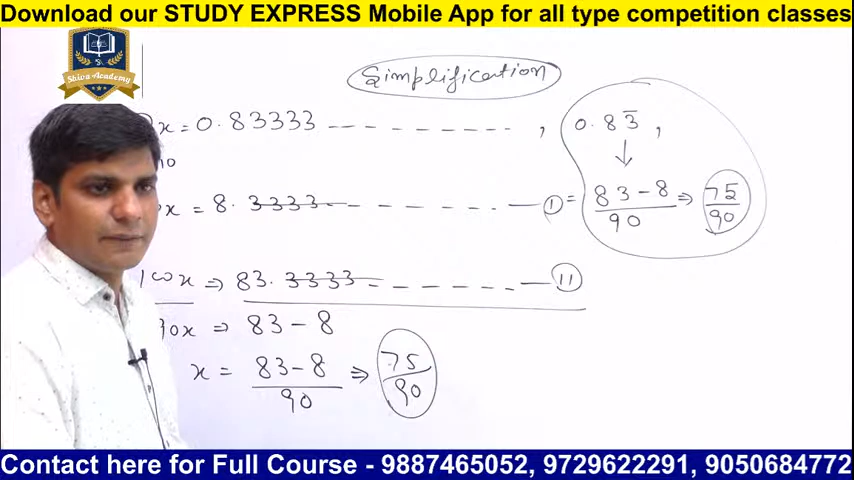 Download our STUDY EXPRESS Mobile App for all type competition classes
Shiva Academy
Simplification
x = 0.83333 - - - - - - - , 0.83̅ ,
10
x = 8.3333 - - - - - - - ①
= 83-8/90 ⇒ 75/90
100x ⇒ 83.3333 - - - - - - - ⑪
90x ⇒ 83-8
x = 83-8/90 ⇒ 75/90
Contact here for Full Course - 9887465052, 9729622291, 9050684772